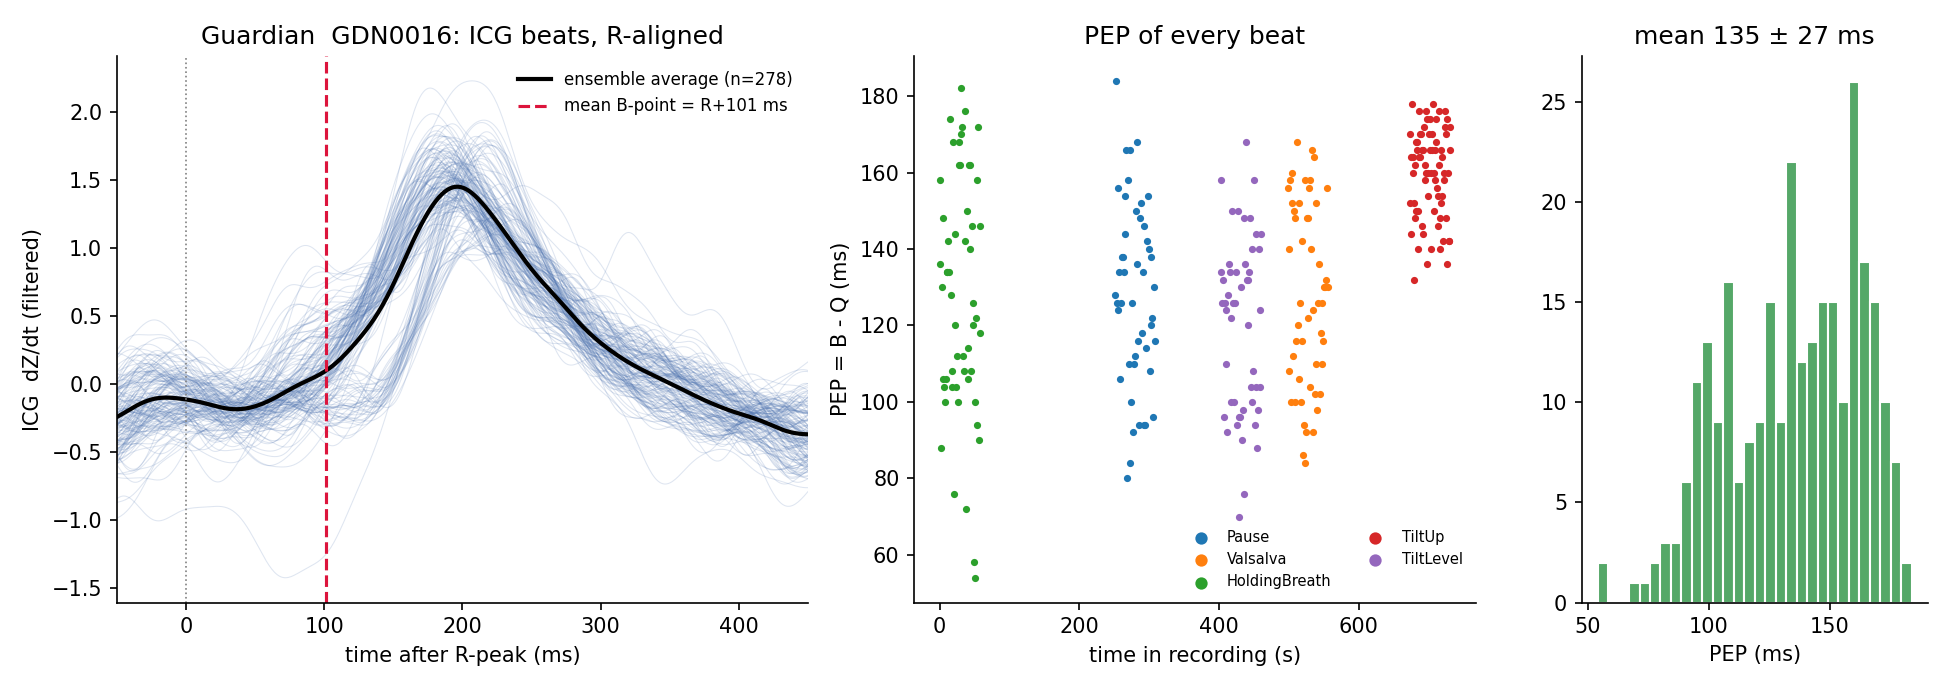 Guardian  GDN0016: ICG beats, R-aligned
ensemble average (n=278)
mean B-point = R+101 ms
ICG  dZ/dt (filtered)
2.0
1.5
1.0
0.5
0.0
−0.5
−1.0
−1.5
0
100
200
300
400
time after R-peak (ms)
PEP of every beat
PEP = B - Q (ms)
180
160
140
120
100
80
60
Pause
Valsalva
HoldingBreath
TiltUp
TiltLevel
0
200
400
600
time in recording (s)
mean 135 ± 27 ms
25
20
15
10
5
0
50
100
150
PEP (ms)